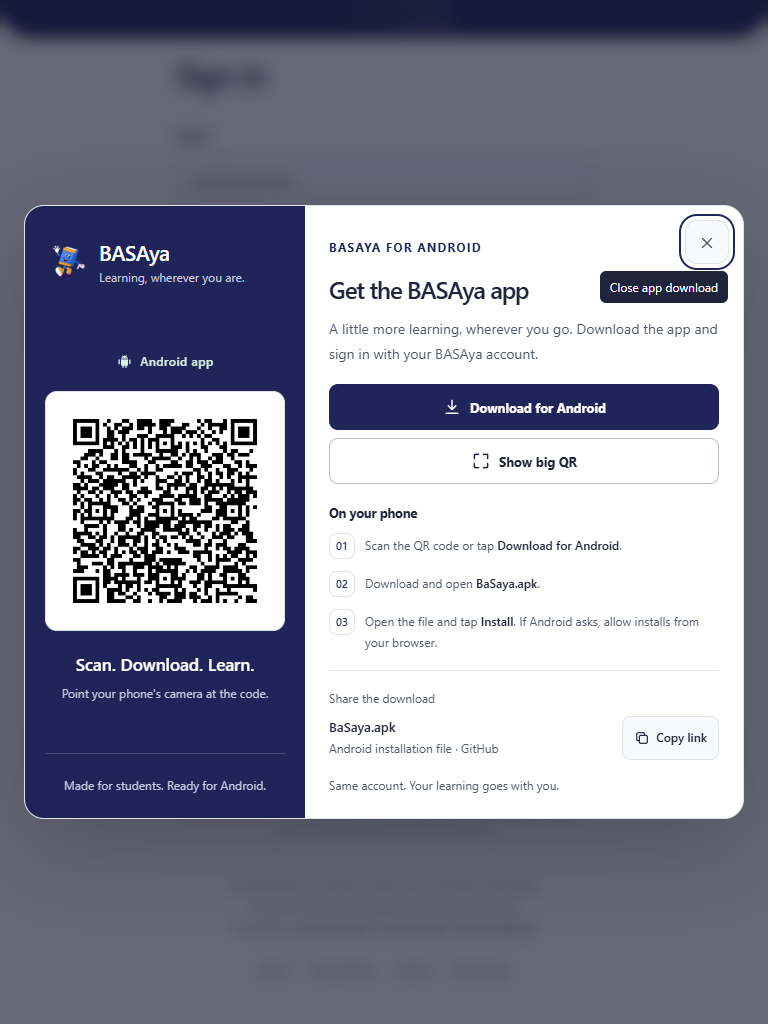 Sign in
BASAya
Learning, wherever you are.
Android app
Scan. Download. Learn.
Point your phone's camera at the code.
Made for students. Ready for Android.
BASAYA FOR ANDROID
Close app download
Get the BASAya app
A little more learning, wherever you go. Download the app and
sign in with your BASAya account.
Download for Android
Show big QR
On your phone
01 Scan the QR code or tap Download for Android.
02 Download and open BaSaya.apk.
03 Open the file and tap Install. If Android asks, allow installs from
your browser.
Share the download
BaSaya.apk
Android installation file · GitHub
Copy link
Same account. Your learning goes with you.